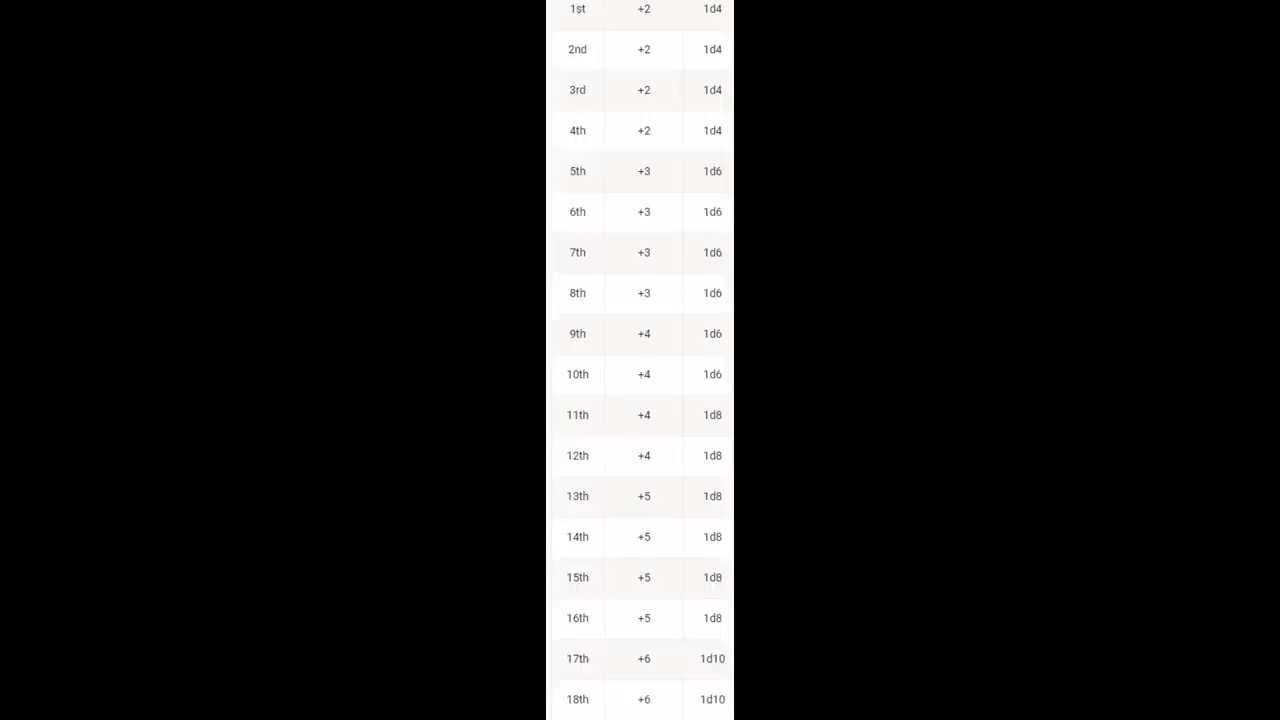 1st +2 1d4
2nd +2 1d4
3rd +2 1d4
4th +2 1d4
5th +3 1d6
6th +3 1d6
7th +3 1d6
8th +3 1d6
9th +4 1d6
10th +4 1d6
11th +4 1d8
12th +4 1d8
13th +5 1d8
14th +5 1d8
15th +5 1d8
16th +5 1d8
17th +6 1d10
18th +6 1d10